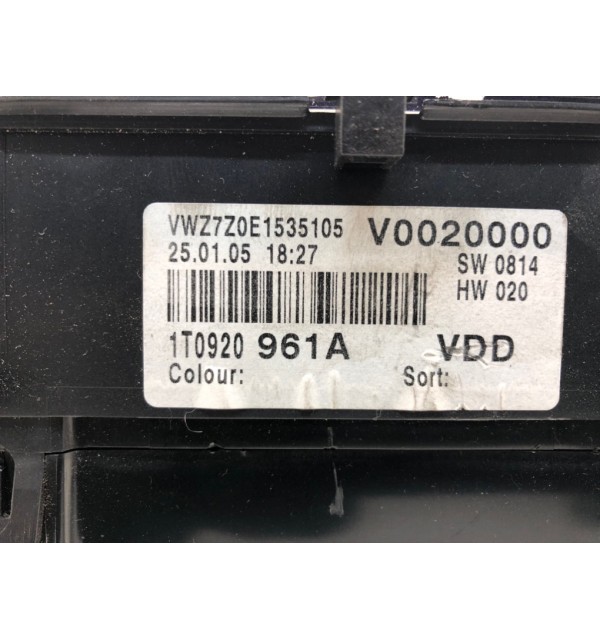 VWZ7Z0E1535105 V0020000
25.01.05 18:27 SW 0814
HW 020
1T0920 961A VDD
Colour: Sort: